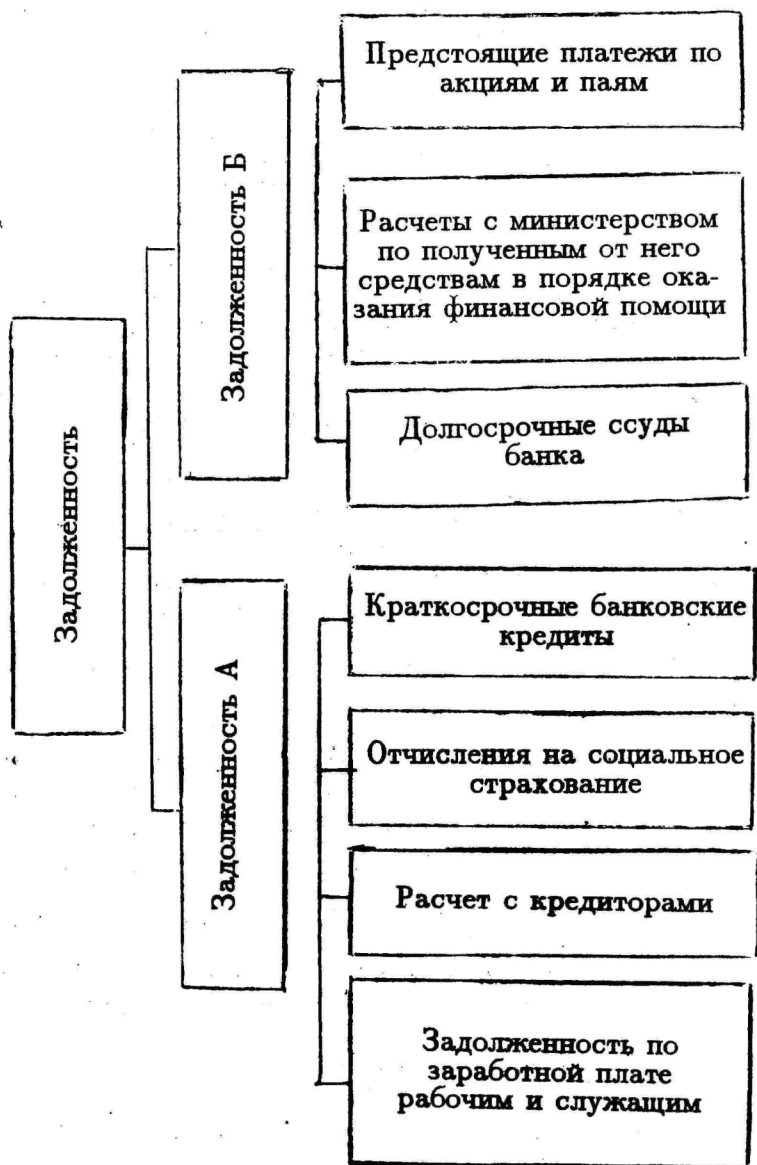 Задолженность
Задолженность Б
Предстоящие платежи по
акциям и паям
Расчеты с министерством
по полученным от него
средствам в порядке ока-
зания финансовой помощи
Долгосрочные ссуды
банка
Задолженность А
Краткосрочные банковские
кредиты
Отчисления на социальное
страхование
Расчет с кредиторами
Задолженность по
заработной плате
рабочим и служащим